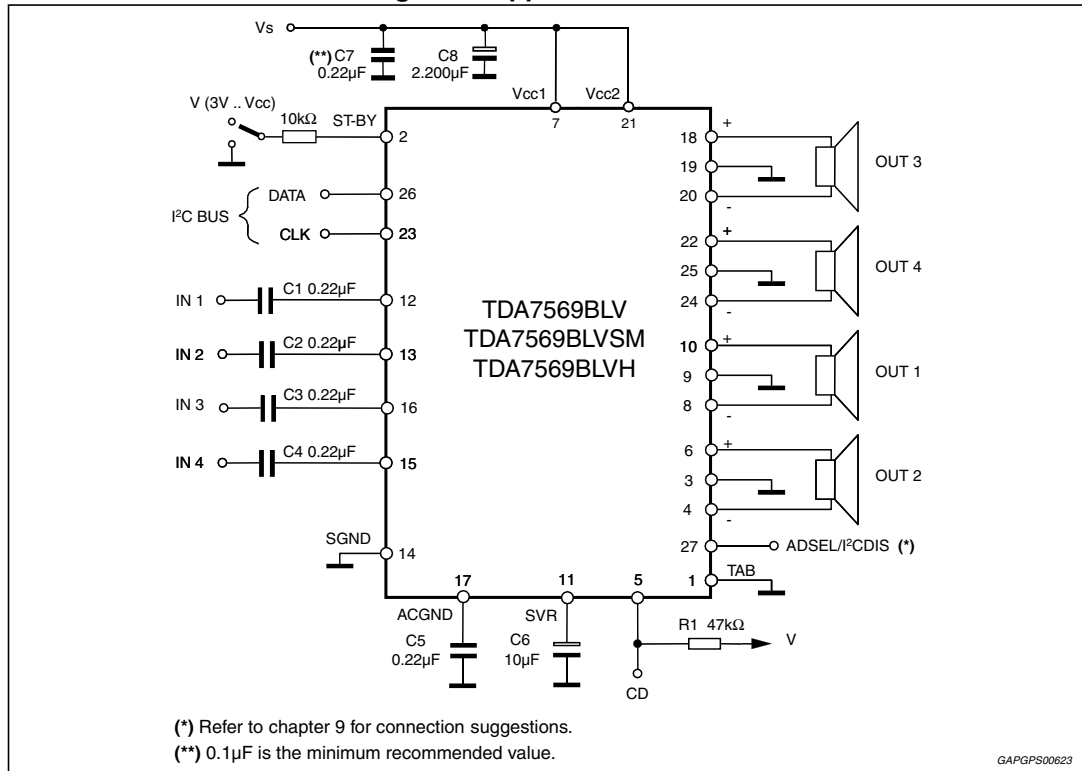 Vs
(**) C7
0.22µF
C8
2.200µF
Vcc1
Vcc2
7
21
V (3V .. Vcc)
10kΩ
ST-BY
2
I²C BUS
DATA
26
CLK
23
IN 1
C1 0.22µF
12
IN 2
C2 0.22µF
13
IN 3
C3 0.22µF
16
IN 4
C4 0.22µF
15
SGND
14
TDA7569BLV
TDA7569BLVSM
TDA7569BLVH
18
+
19
20
-
OUT 3
22
+
25
24
-
OUT 4
10
+
9
8
-
OUT 1
6
+
3
4
-
OUT 2
27
ADSEL/I²CDIS (*)
1
TAB
17
11
5
ACGND
SVR
C5
0.22µF
C6
10µF
R1 47kΩ
V
CD
(*) Refer to chapter 9 for connection suggestions.
(**) 0.1µF is the minimum recommended value.
GAPGPS00623